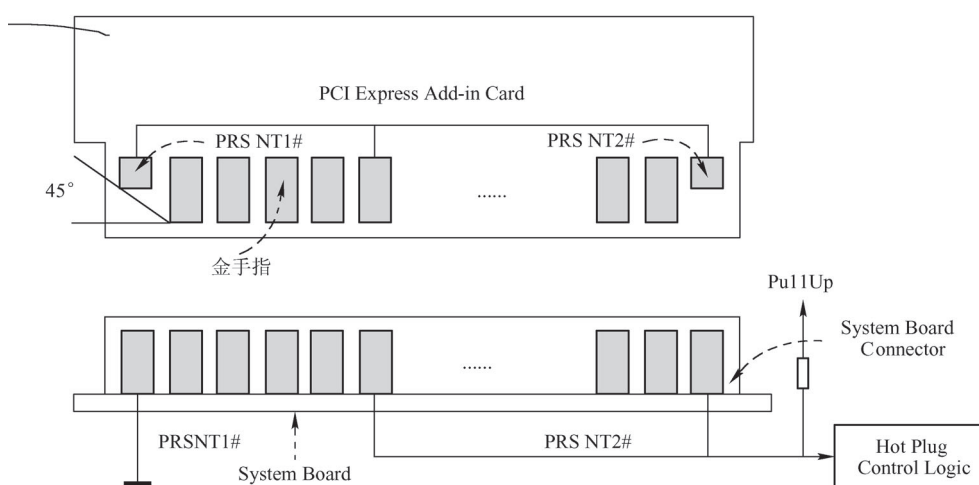 PCI Express Add-in Card
PRS NT1#
PRS NT2#
45°
......
金手指
Pu11Up
System Board
Connector
......
PRSNT1#
PRS NT2#
System Board
Hot Plug
Control Logic